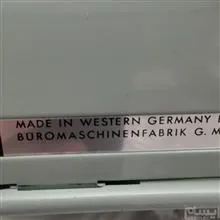 MADE IN WESTERN GERMANY
BÜROMASCHINENFABRIK G. M